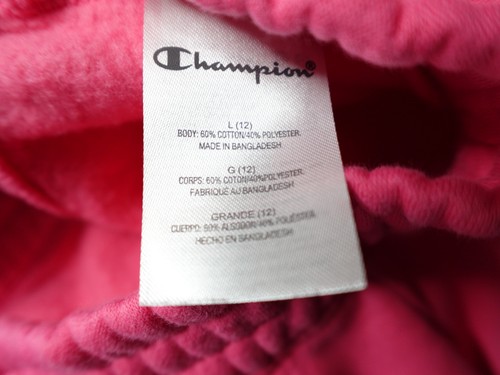 Champion®
L (12)
BODY: 60% COTTON/40% POLYESTER.
MADE IN BANGLADESH
G (12)
CORPS: 60% COTON/40%POLYESTER.
FABRIQUÉ AU BANGLADESH
GRANDE (12)
CUERPO: 60% ALGODON/40% POLIÉSTER.
HECHO EN BANGLADESH